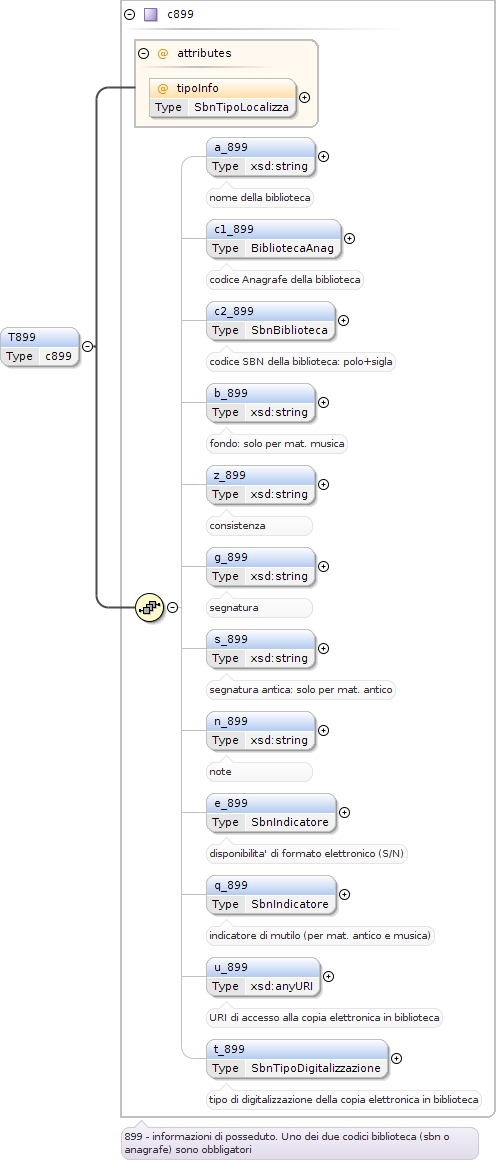 c899
@ attributes
@ tipoInfo
Type SbnTipoLocalizza
a_899
Type xsd:string
nome della biblioteca
c1_899
Type BibliotecaAnag
codice Anagrafe della biblioteca
c2_899
Type SbnBiblioteca
codice SBN della biblioteca: polo+sigla
T899
Type c899
b_899
Type xsd:string
fondo: solo per mat. musica
z_899
Type xsd:string
consistenza
g_899
Type xsd:string
segnatura
s_899
Type xsd:string
segnatura antica: solo per mat. antico
n_899
Type xsd:string
note
e_899
Type SbnIndicatore
disponibilita' di formato elettronico (S/N)
q_899
Type SbnIndicatore
indicatore di mutilo (per mat. antico e musica)
u_899
Type xsd:anyURI
URI di accesso alla copia elettronica in biblioteca
t_899
Type SbnTipoDigitalizzazione
tipo di digitalizzazione della copia elettronica in biblioteca
899 - informazioni di posseduto. Uno dei due codici biblioteca (sbn o
anagrafe) sono obbligatori